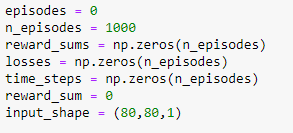 episodes = 0
n_episodes = 1000
reward_sums = np.zeros(n_episodes)
losses = np.zeros(n_episodes)
time_steps = np.zeros(n_episodes)
reward_sum = 0
input_shape = (80,80,1)